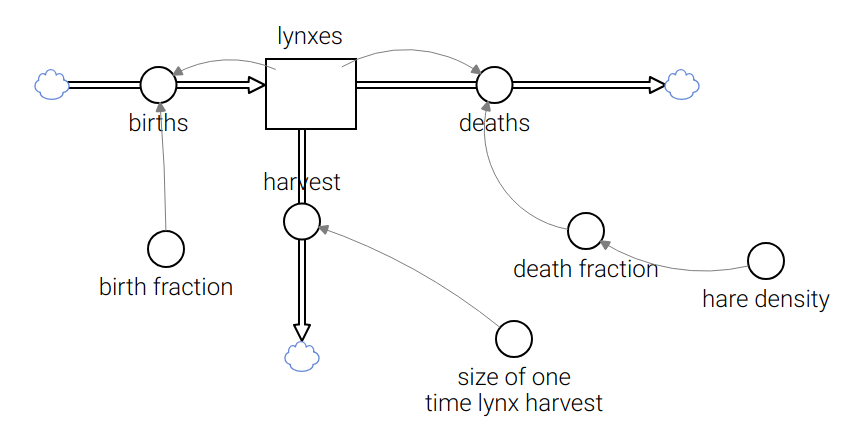 lynxes
births
deaths
harvest
birth fraction
death fraction
hare density
size of one
time lynx harvest